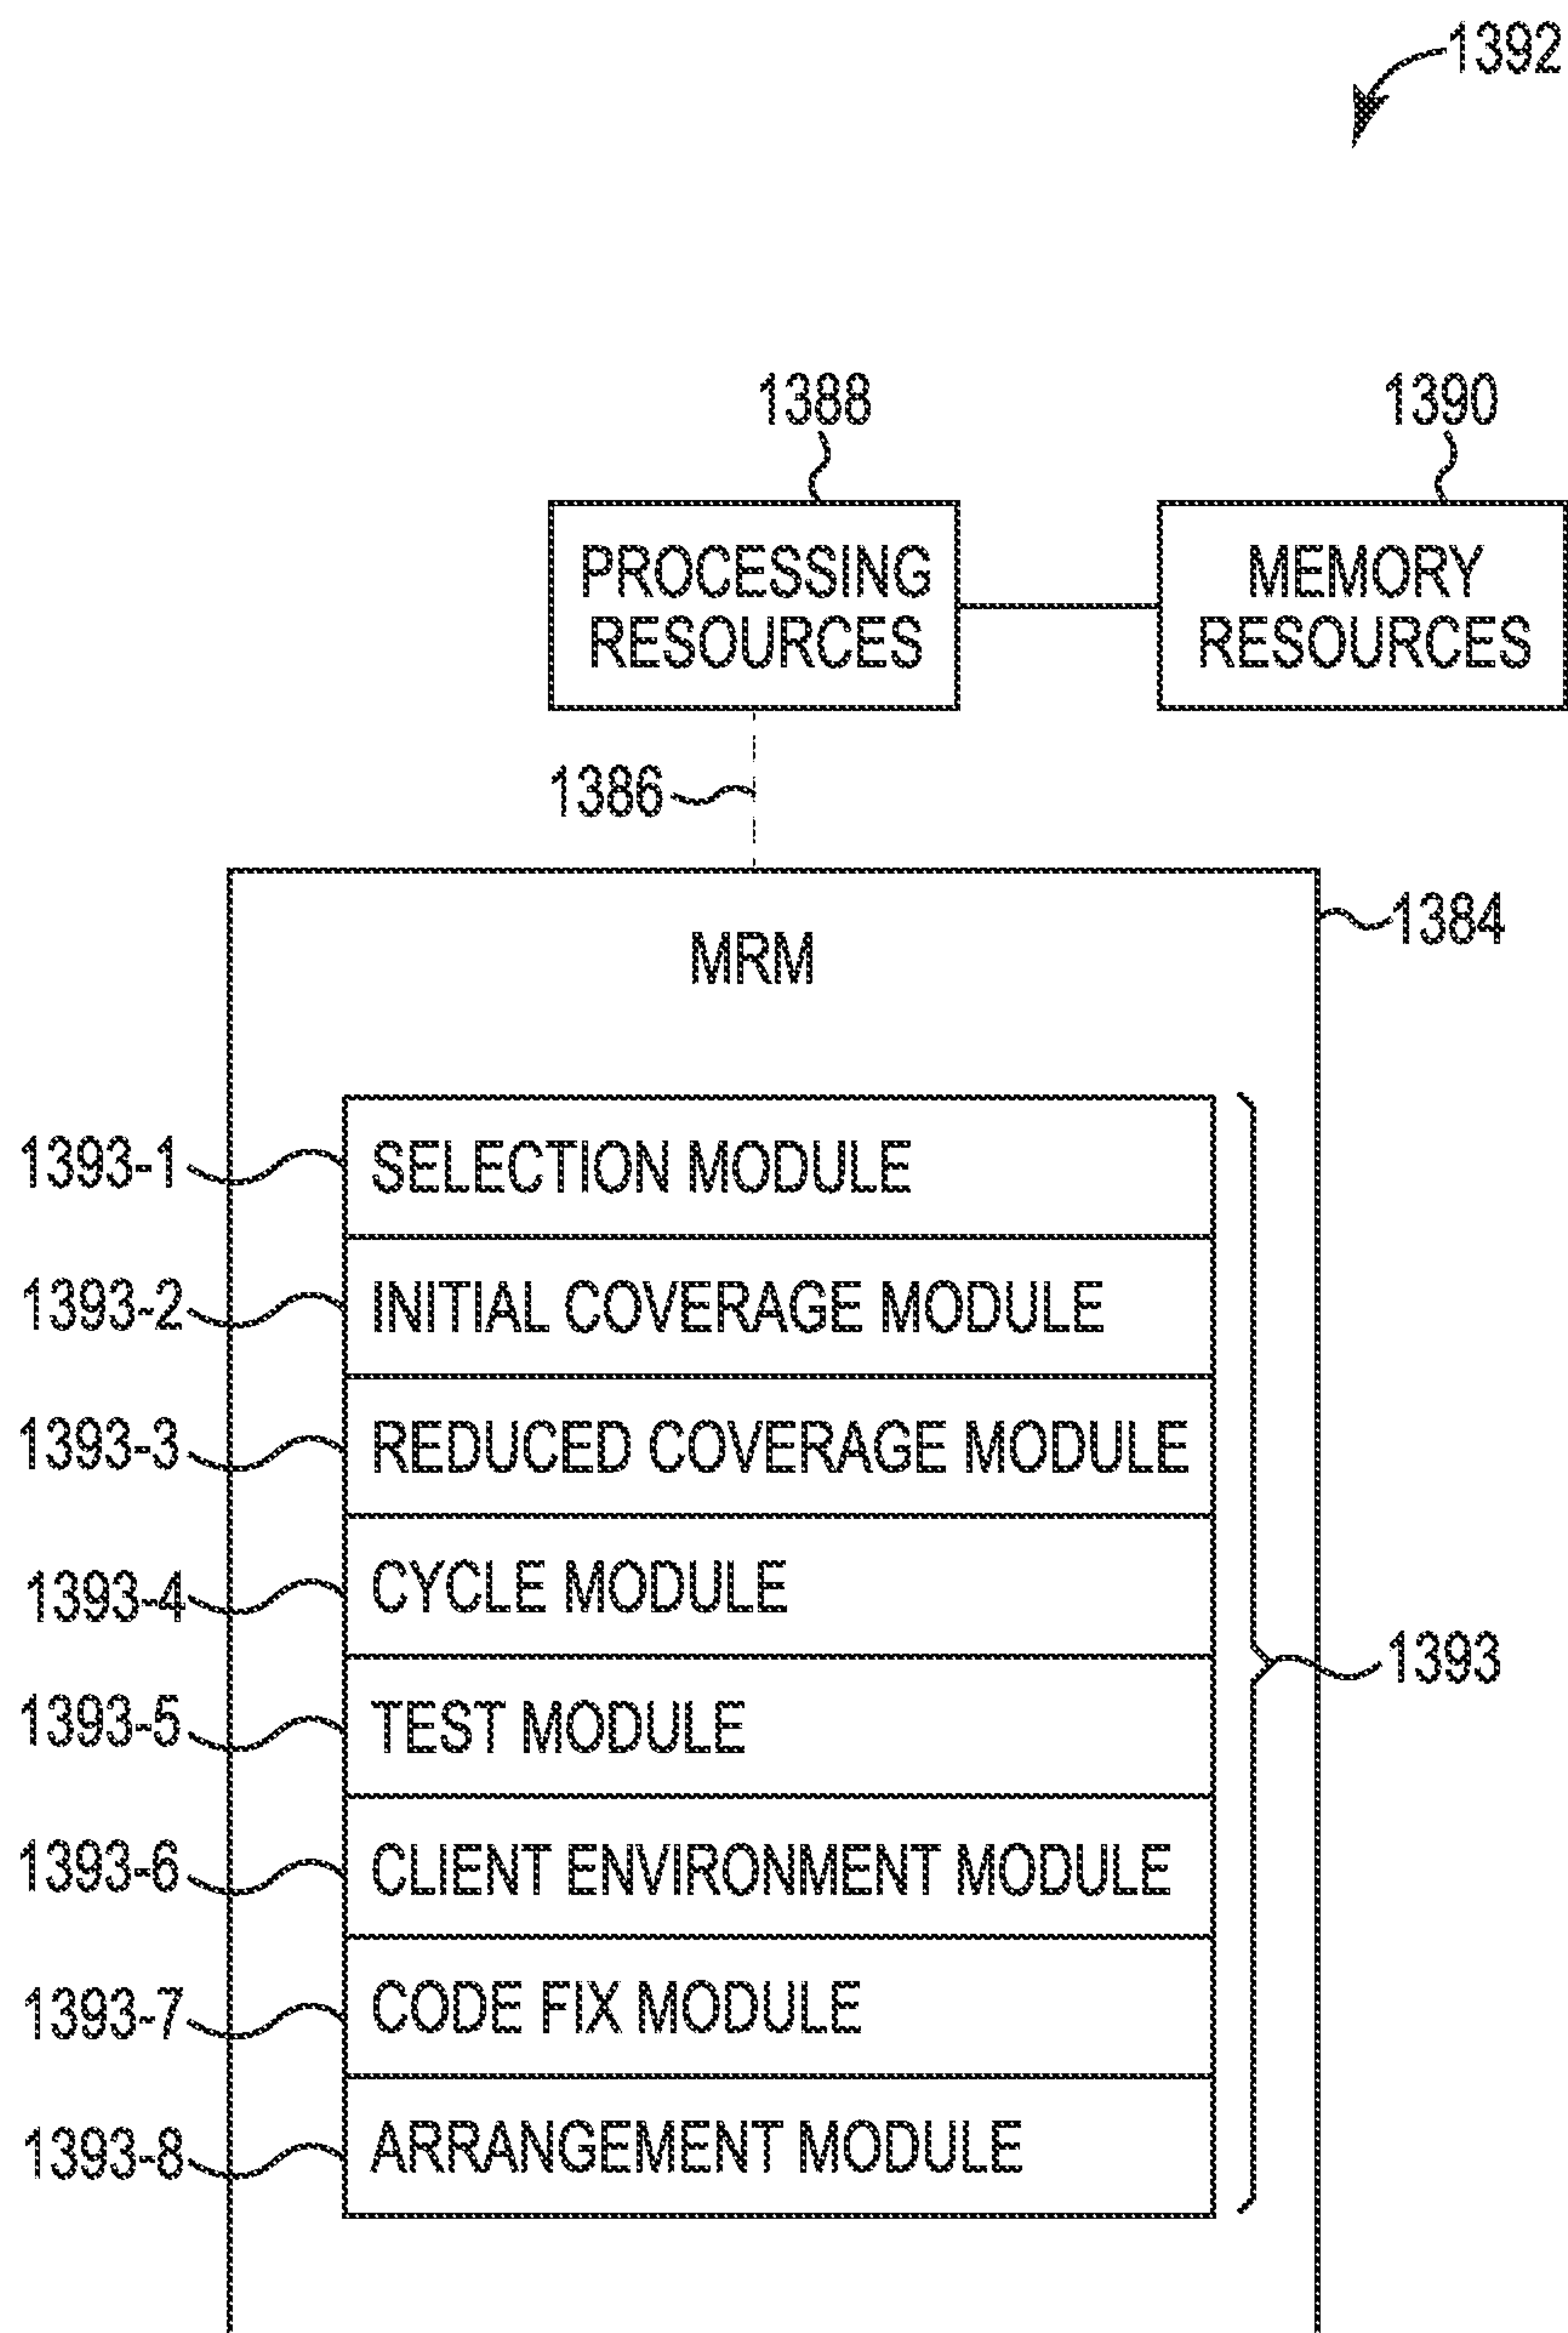 1392
1388
1390
PROCESSING
RESOURCES
MEMORY
RESOURCES
1386
1384
MRM
1393-1
SELECTION MODULE
1393-2
INITIAL COVERAGE MODULE
1393-3
REDUCED COVERAGE MODULE
1393-4
CYCLE MODULE
1393
1393-5
TEST MODULE
1393-6
CLIENT ENVIRONMENT MODULE
1393-7
CODE FIX MODULE
1393-8
ARRANGEMENT MODULE